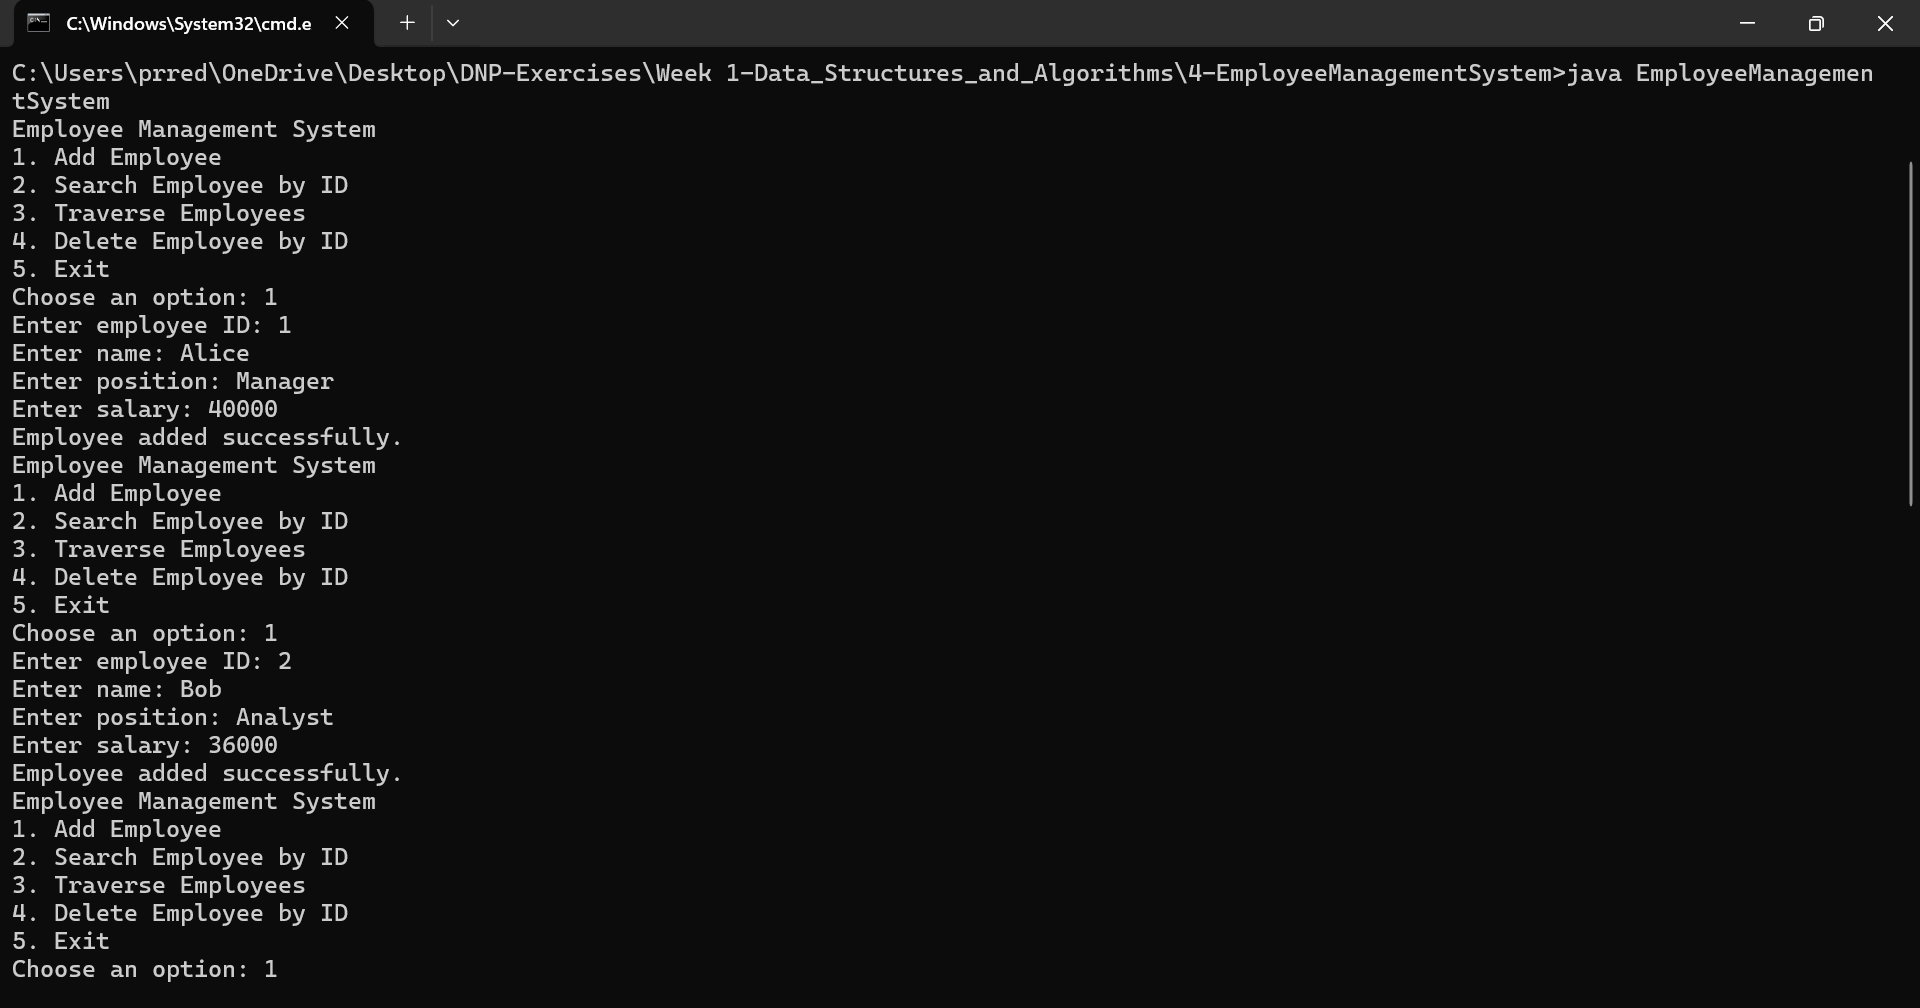 C:\Windows\System32\cmd.e
C:\Users\prred\OneDrive\Desktop\DNP-Exercises\Week 1-Data_Structures_and_Algorithms\4-EmployeeManagementSystem>java EmployeeManagemen
tSystem
Employee Management System
1. Add Employee
2. Search Employee by ID
3. Traverse Employees
4. Delete Employee by ID
5. Exit
Choose an option: 1
Enter employee ID: 1
Enter name: Alice
Enter position: Manager
Enter salary: 40000
Employee added successfully.
Employee Management System
1. Add Employee
2. Search Employee by ID
3. Traverse Employees
4. Delete Employee by ID
5. Exit
Choose an option: 1
Enter employee ID: 2
Enter name: Bob
Enter position: Analyst
Enter salary: 36000
Employee added successfully.
Employee Management System
1. Add Employee
2. Search Employee by ID
3. Traverse Employees
4. Delete Employee by ID
5. Exit
Choose an option: 1